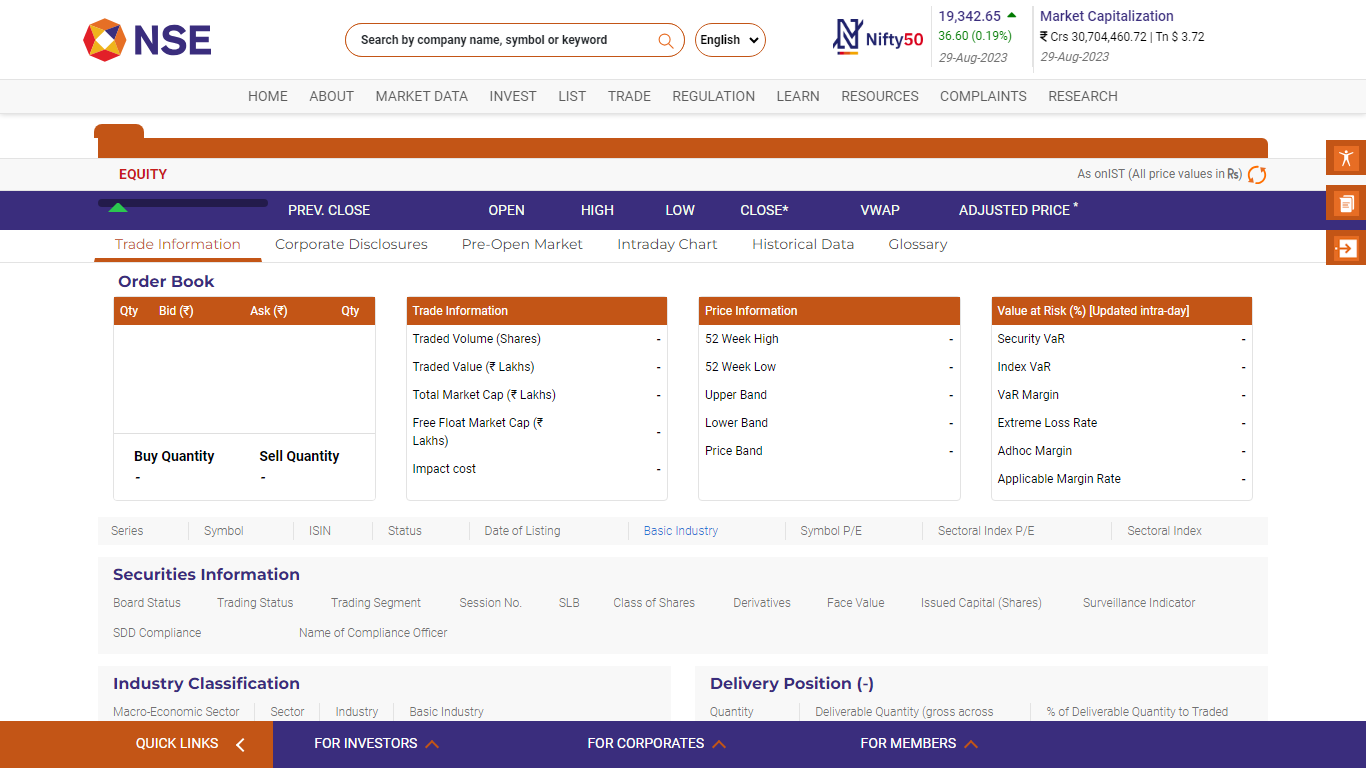 NSE
Search by company name, symbol or keyword
English
Nifty50
19,342.65
36.60 (0.19%)
29-Aug-2023
Market Capitalization
₹ Crs 30,704,460.72 | Tn $ 3.72
29-Aug-2023
HOME ABOUT MARKET DATA INVEST LIST TRADE REGULATION LEARN RESOURCES COMPLAINTS RESEARCH
EQUITY
As onIST (All price values in ₨)
PREV. CLOSE OPEN HIGH LOW CLOSE* VWAP ADJUSTED PRICE *
Trade Information Corporate Disclosures Pre-Open Market Intraday Chart Historical Data Glossary
Order Book
Qty Bid (₹) Ask (₹) Qty
Buy Quantity Sell Quantity
- -
Trade Information
Traded Volume (Shares) -
Traded Value (₹ Lakhs) -
Total Market Cap (₹ Lakhs) -
Free Float Market Cap (₹
Lakhs) -
Impact cost -
Price Information
52 Week High -
52 Week Low -
Upper Band -
Lower Band -
Price Band -
Value at Risk (%) [Updated intra-day]
Security VaR -
Index VaR -
VaR Margin -
Extreme Loss Rate -
Adhoc Margin -
Applicable Margin Rate -
Series Symbol ISIN Status Date of Listing Basic Industry Symbol P/E Sectoral Index P/E Sectoral Index
Securities Information
Board Status Trading Status Trading Segment Session No. SLB Class of Shares Derivatives Face Value Issued Capital (Shares) Surveillance Indicator
SDD Compliance Name of Compliance Officer
Industry Classification
Macro-Economic Sector Sector Industry Basic Industry
Delivery Position (-)
Quantity Deliverable Quantity (gross across % of Deliverable Quantity to Traded
QUICK LINKS FOR INVESTORS FOR CORPORATES FOR MEMBERS